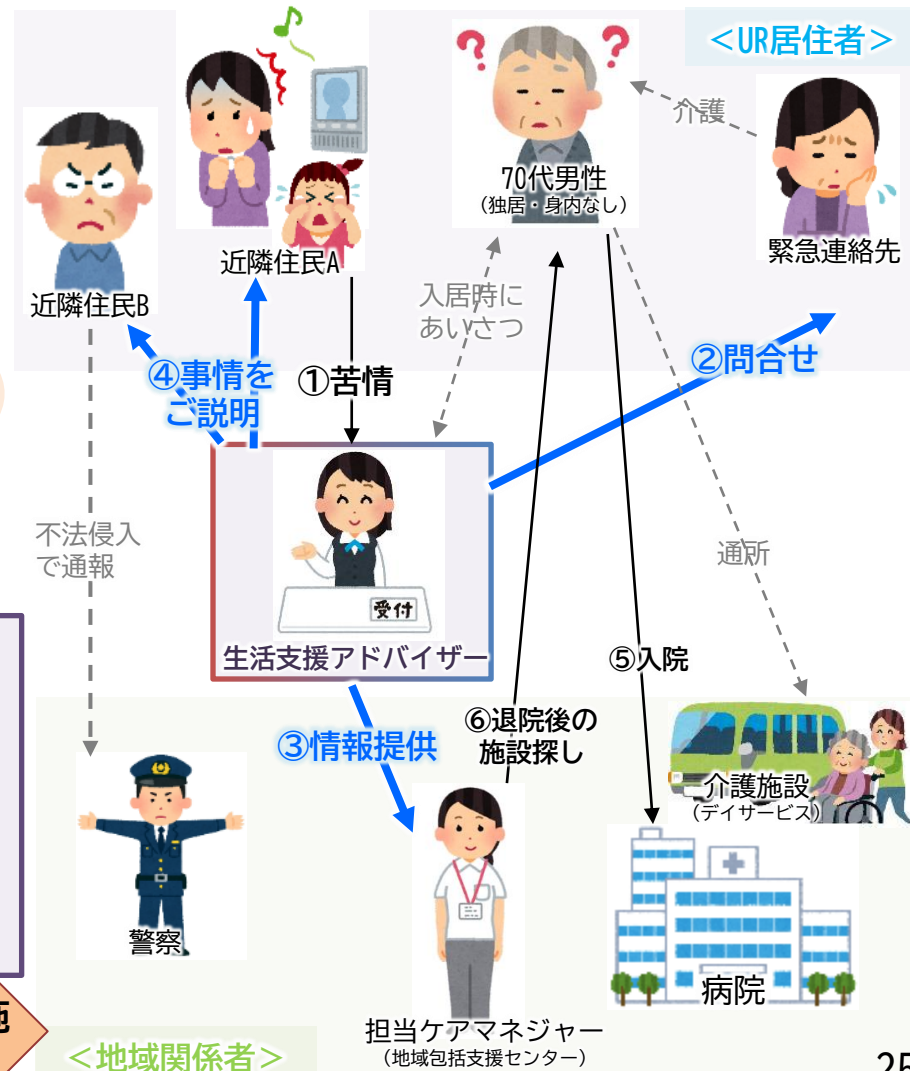 <UR居住者>
介護
70代男性
(独居・身内なし)
緊急連絡先
近隣住民A
近隣住民B
入居時に
あいさつ
②問合せ
④事情を
ご説明
①苦情
不法侵入
で通報
通所
受付
生活支援アドバイザー
⑤入院
③情報提供
⑥退院後の
施設探し
介護施設
(デイサービス)
警察
病院
担当ケアマネジャー
(地域包括支援センター)
施
<地域関係者>
25